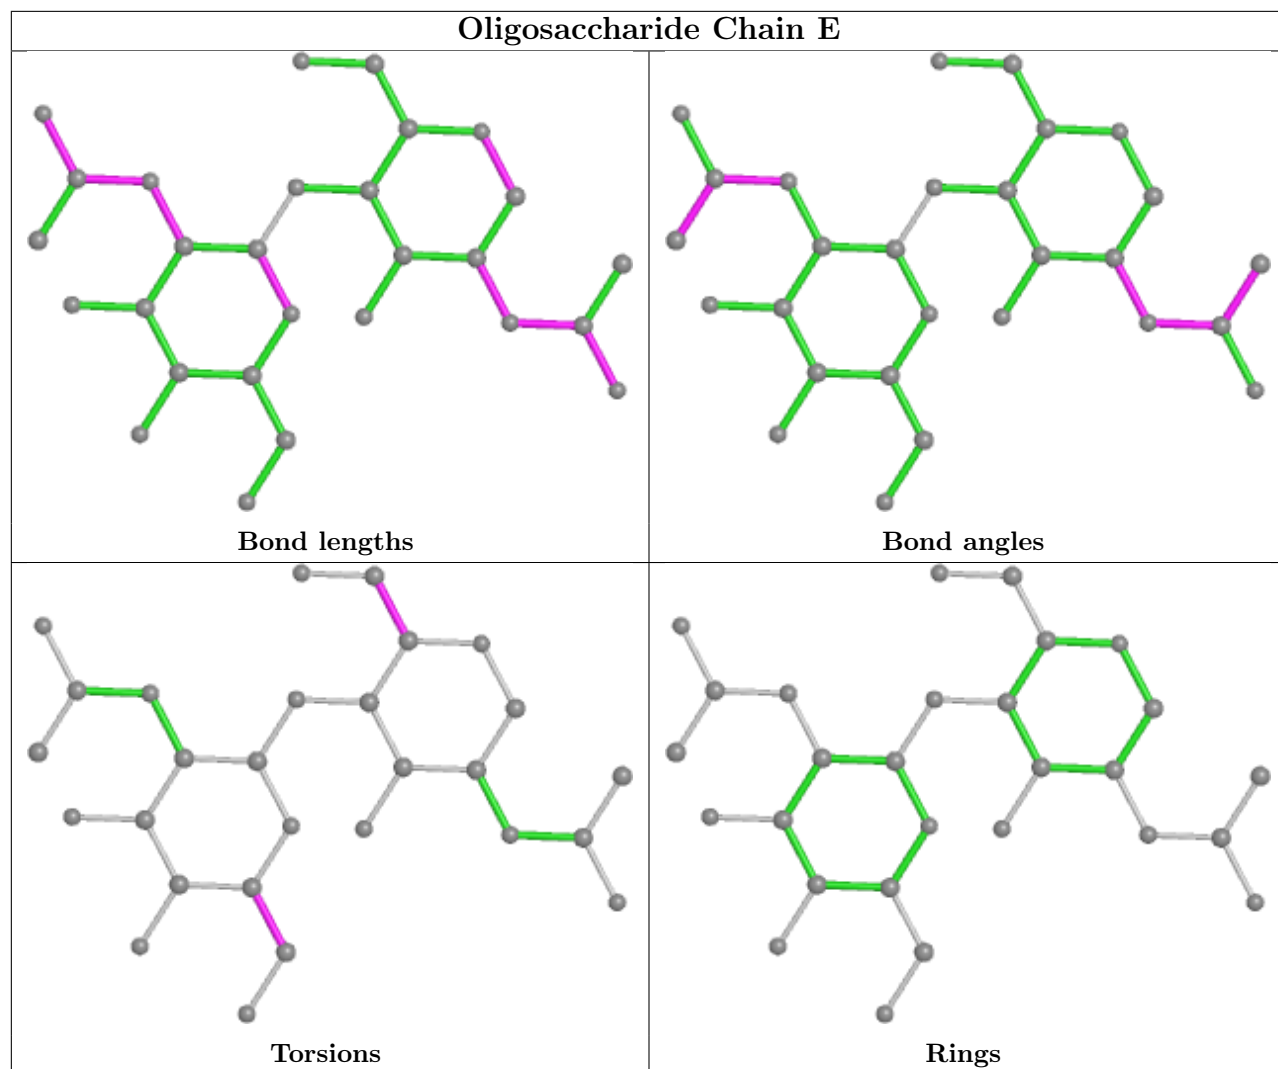 Oligosaccharide Chain E
Bond lengths
Bond angles
Torsions
Rings